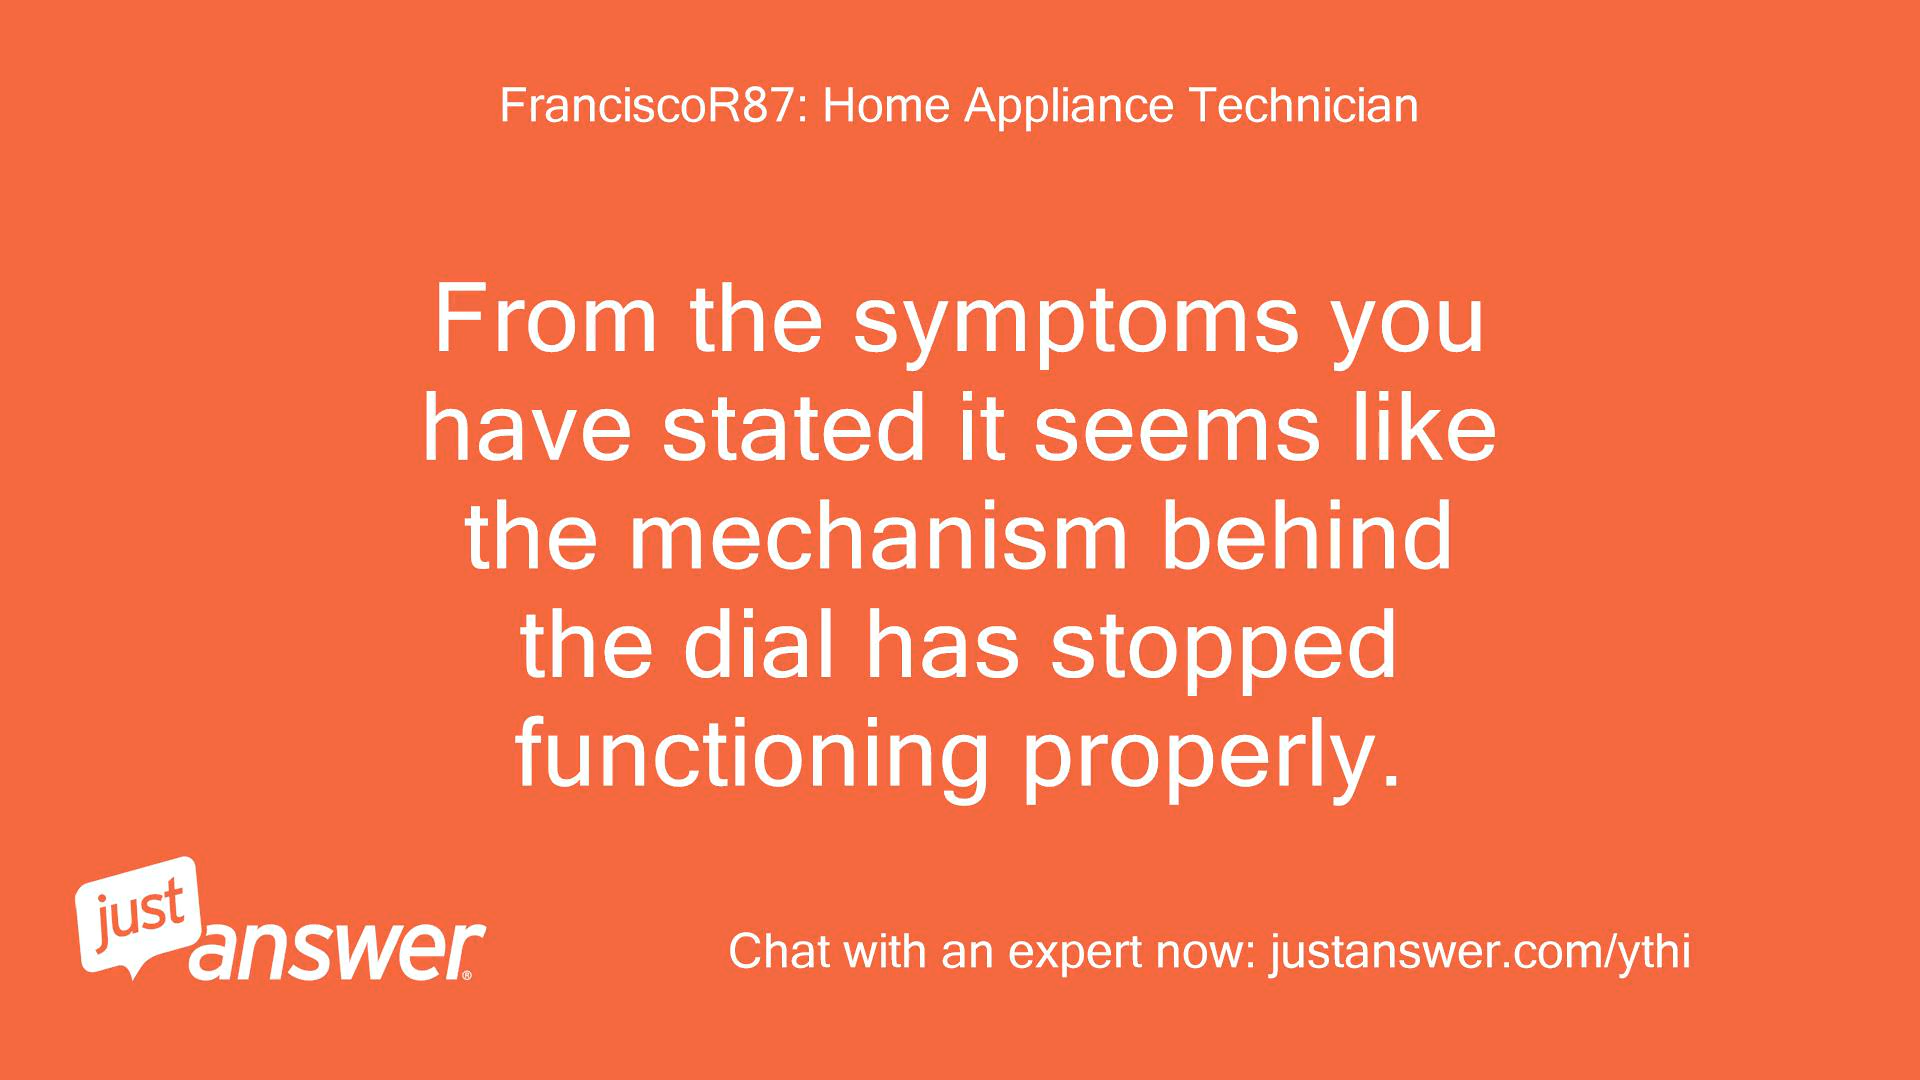 FranciscoR87: Home Appliance Technician
From the symptoms you
have stated it seems like
the mechanism behind
the dial has stopped
functioning properly.
just
answer®
Chat with an expert now: justanswer.com/ythi